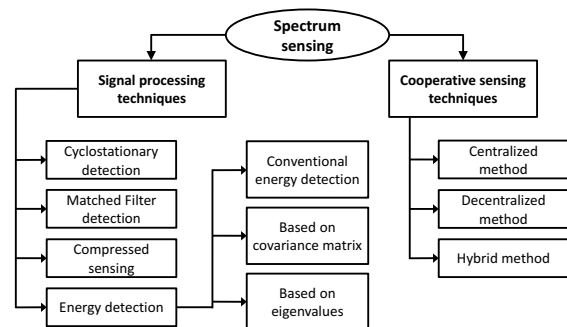 Spectrum
sensing
Signal processing
techniques
Cooperative sensing
techniques
Cyclostationary
detection
Matched Filter
detection
Compressed
sensing
Energy detection
Conventional
energy detection
Based on
covariance matrix
Based on
eigenvalues
Centralized
method
Decentralized
method
Hybrid method